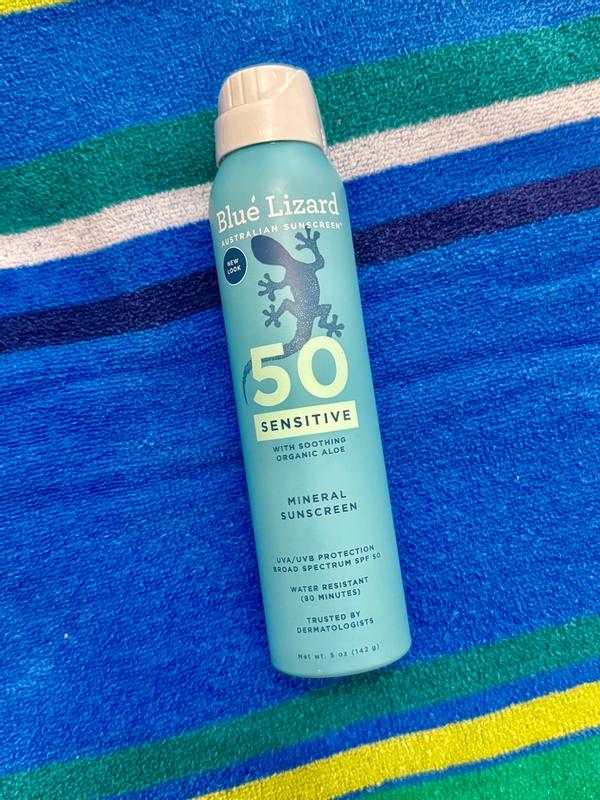 Blué Lizard
AUSTRALIAN SUNSCREEN®
NEW
LOOK
50
SENSITIVE
WITH SOOTHING
ORGANIC ALOE
MINERAL
SUNSCREEN
UVA/UVB PROTECTION
BROAD SPECTRUM SPF 50
WATER RESISTANT
(80 MINUTES)
TRUSTED BY
DERMATOLOGISTS
Net wt. 5 oz (142 g)